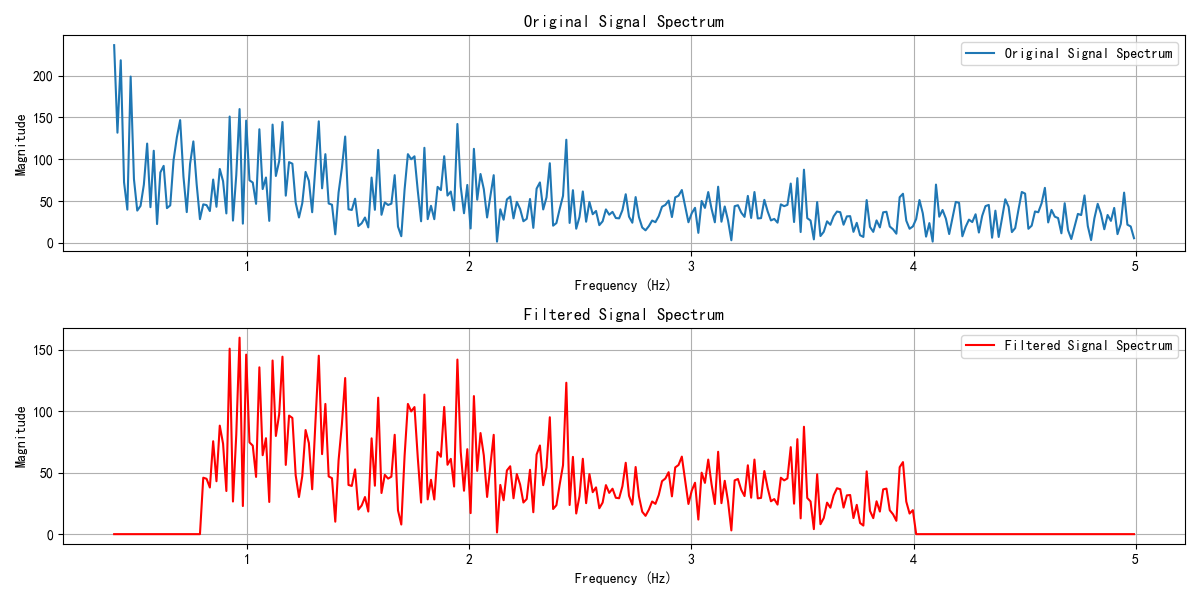 Original Signal Spectrum
Original Signal Spectrum
Magnitude
200
150
100
50
0
1
2
3
4
5
Frequency (Hz)
Filtered Signal Spectrum
Filtered Signal Spectrum
Magnitude
150
100
50
0
1
2
3
4
5
Frequency (Hz)